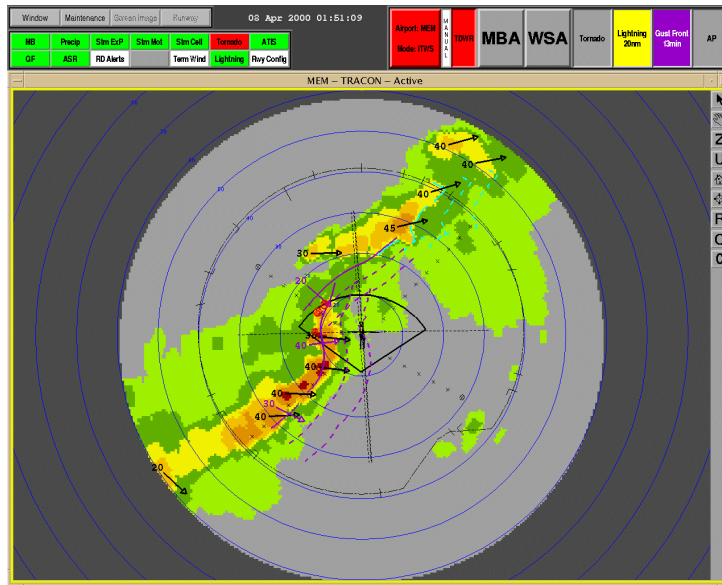 Window Maintenance Screen Image Runway 08 Apr 2000 01:51:09
MB Precip Stm ExP Stm Mot Stm Cell Tornado ATIS
GF ASR RD Alerts Term Wind Lightning Rwy Config
Airport: MEM
Mode: ITWS
MANUAL
TDWR
MBA
WSA
Tornado
Lightning
20nm
Gust Front
13min
AP
MEM – TRACON – Active
40
40
40
45
30
20
40
40
40
30
40
20
Z
U
R